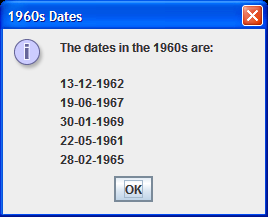 1960s Dates
The dates in the 1960s are:
13-12-1962
19-06-1967
30-01-1969
22-05-1961
28-02-1965
OK